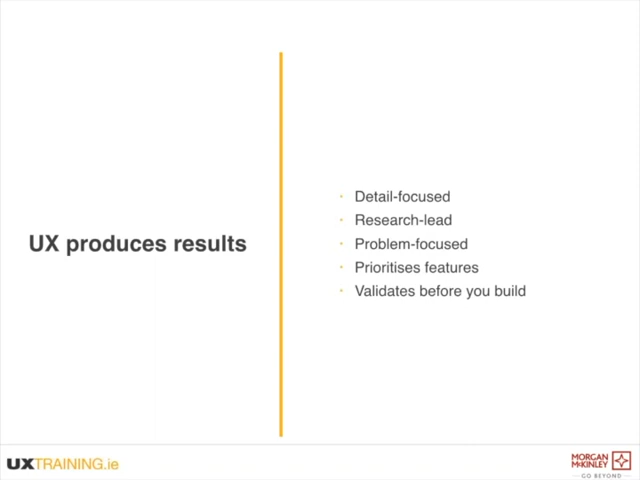 UX produces results
Detail-focused
Research-lead
Problem-focused
Prioritises features
Validates before you build
UXTRAINING.ie
MORGAN
McKINLEY
GO BEYOND